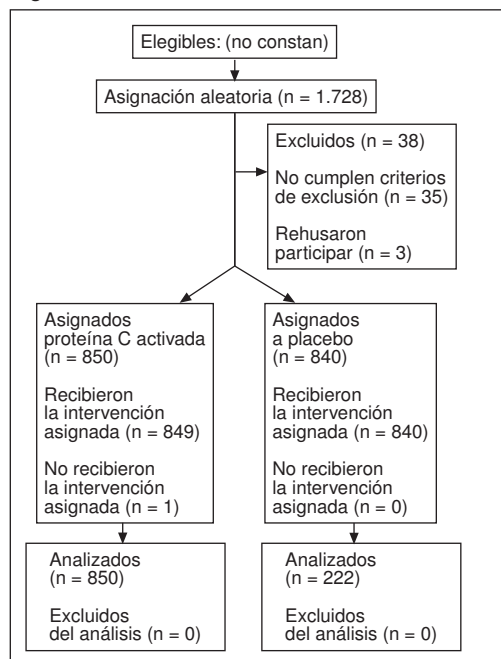 Elegibles: (no constan)
Asignación aleatoria (n = 1.728)
Excluidos (n = 38)
No cumplen criterios
de exclusión (n = 35)
Rehusaron
participar (n = 3)
Asignados
proteína C activada
(n = 850)
Recibieron
la intervención
asignada (n = 849)
No recibieron
la intervención
asignada (n = 1)
Asignados
a placebo
(n = 840)
Recibieron
la intervención
asignada (n = 840)
No recibieron
la intervención
asignada (n = 0)
Analizados
(n = 850)
Excluidos
del análisis (n = 0)
Analizados
(n = 222)
Excluidos
del análisis (n = 0)